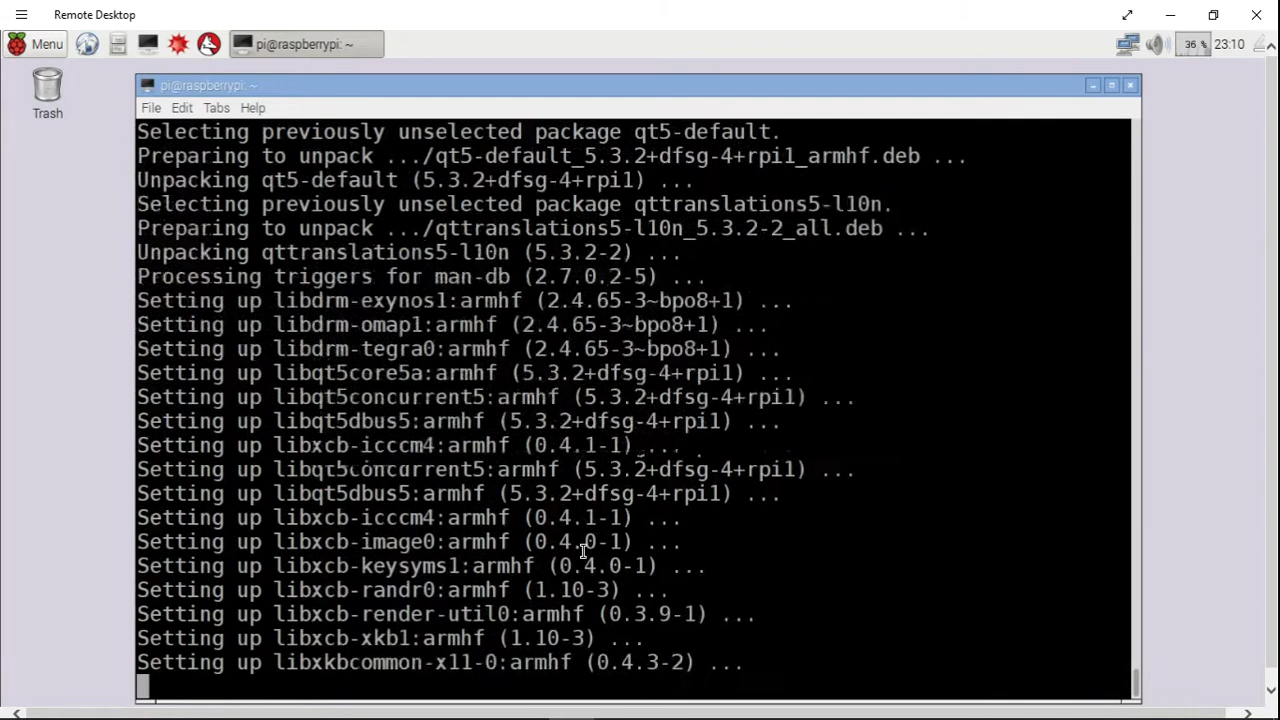 Remote Desktop
Menu
pi@raspberrypi: ~
36 %
23:10
Trash
pi@raspberrypi: ~
File Edit Tabs Help
Selecting previously unselected package qt5-default.
Preparing to unpack .../qt5-default_5.3.2+dfsg-4+rpi1_armhf.deb ...
Unpacking qt5-default (5.3.2+dfsg-4+rpi1) ...
Selecting previously unselected package qttranslations5-l10n.
Preparing to unpack .../qttranslations5-l10n_5.3.2-2_all.deb ...
Unpacking qttranslations5-l10n (5.3.2-2) ...
Processing triggers for man-db (2.7.0.2-5) ...
Setting up libdrm-exynos1:armhf (2.4.65-3~bpo8+1) ...
Setting up libdrm-omap1:armhf (2.4.65-3~bpo8+1) ...
Setting up libdrm-tegra0:armhf (2.4.65-3~bpo8+1) ...
Setting up libqt5core5a:armhf (5.3.2+dfsg-4+rpi1) ...
Setting up libqt5concurrent5:armhf (5.3.2+dfsg-4+rpi1) ...
Setting up libqt5dbus5:armhf (5.3.2+dfsg-4+rpi1) ...
Setting up libxcb-icccm4:armhf (0.4.1-1) ...
Setting up libqt5concurrent5:armhf (5.3.2+dfsg-4+rpi1) ...
Setting up libqt5dbus5:armhf (5.3.2+dfsg-4+rpi1) ...
Setting up libxcb-icccm4:armhf (0.4.1-1) ...
Setting up libxcb-image0:armhf (0.4.0-1) ...
Setting up libxcb-keysyms1:armhf (0.4.0-1) ...
Setting up libxcb-randr0:armhf (1.10-3) ...
Setting up libxcb-render-util0:armhf (0.3.9-1) ...
Setting up libxcb-xkb1:armhf (1.10-3) ...
Setting up libxkbcommon-x11-0:armhf (0.4.3-2) ...